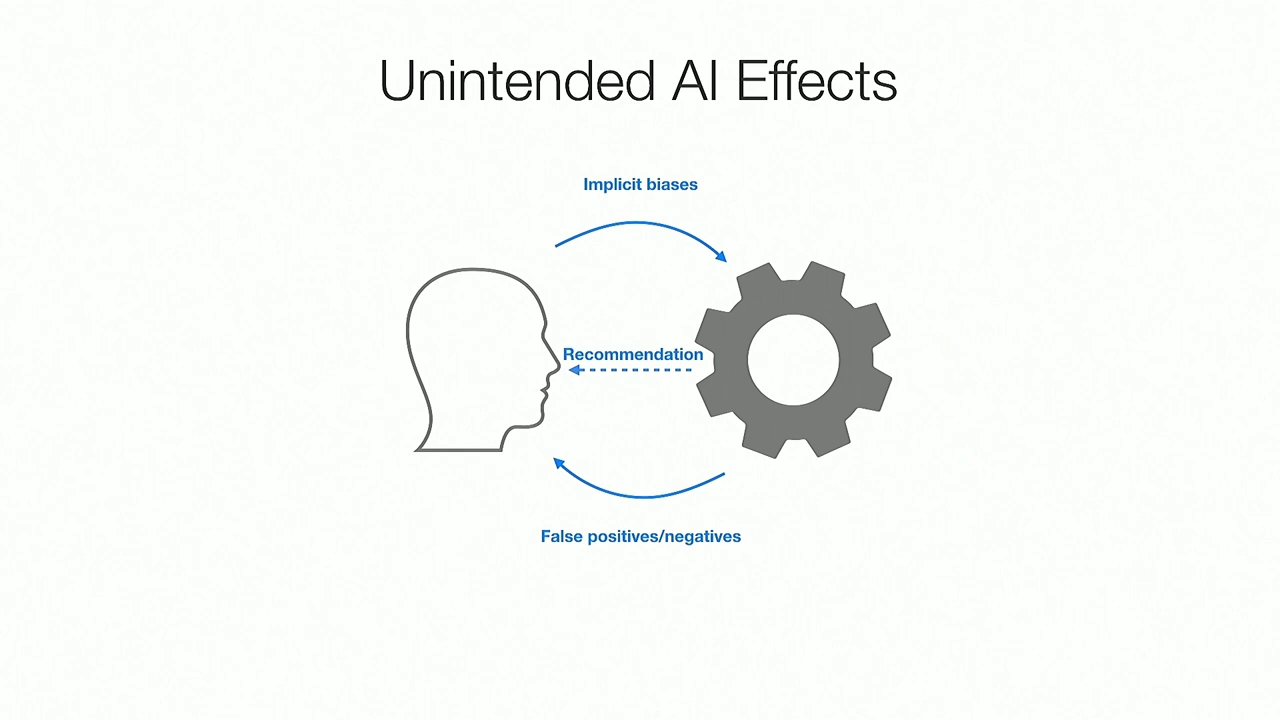 Unintended AI Effects
Implicit biases
Recommendation
False positives/negatives